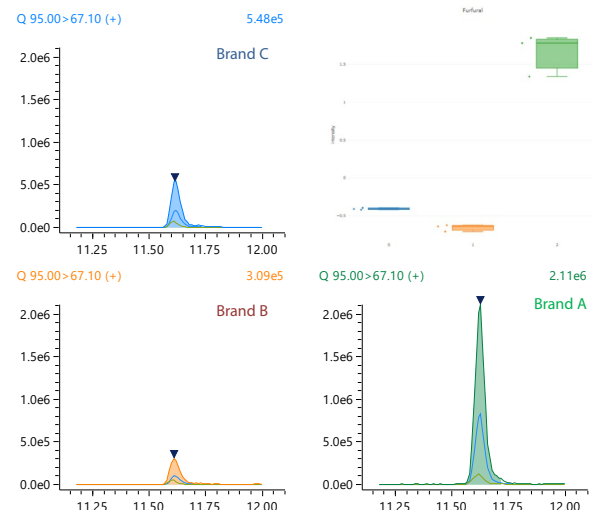 Q 95.00>67.10 (+) 5.48e5
Brand C
2.0e6
1.5e6
1.0e6
5.0e5
0.0e0
11.25 11.50 11.75 12.00
Furfural
Intensity
1.5
1
0.5
0
−0.5
0 1 2
Q 95.00>67.10 (+) 3.09e5
Brand B
2.0e6
1.5e6
1.0e6
5.0e5
0.0e0
11.25 11.50 11.75 12.00
Q 95.00>67.10 (+) 2.11e6
Brand A
2.0e6
1.5e6
1.0e6
5.0e5
0.0e0
11.25 11.50 11.75 12.00